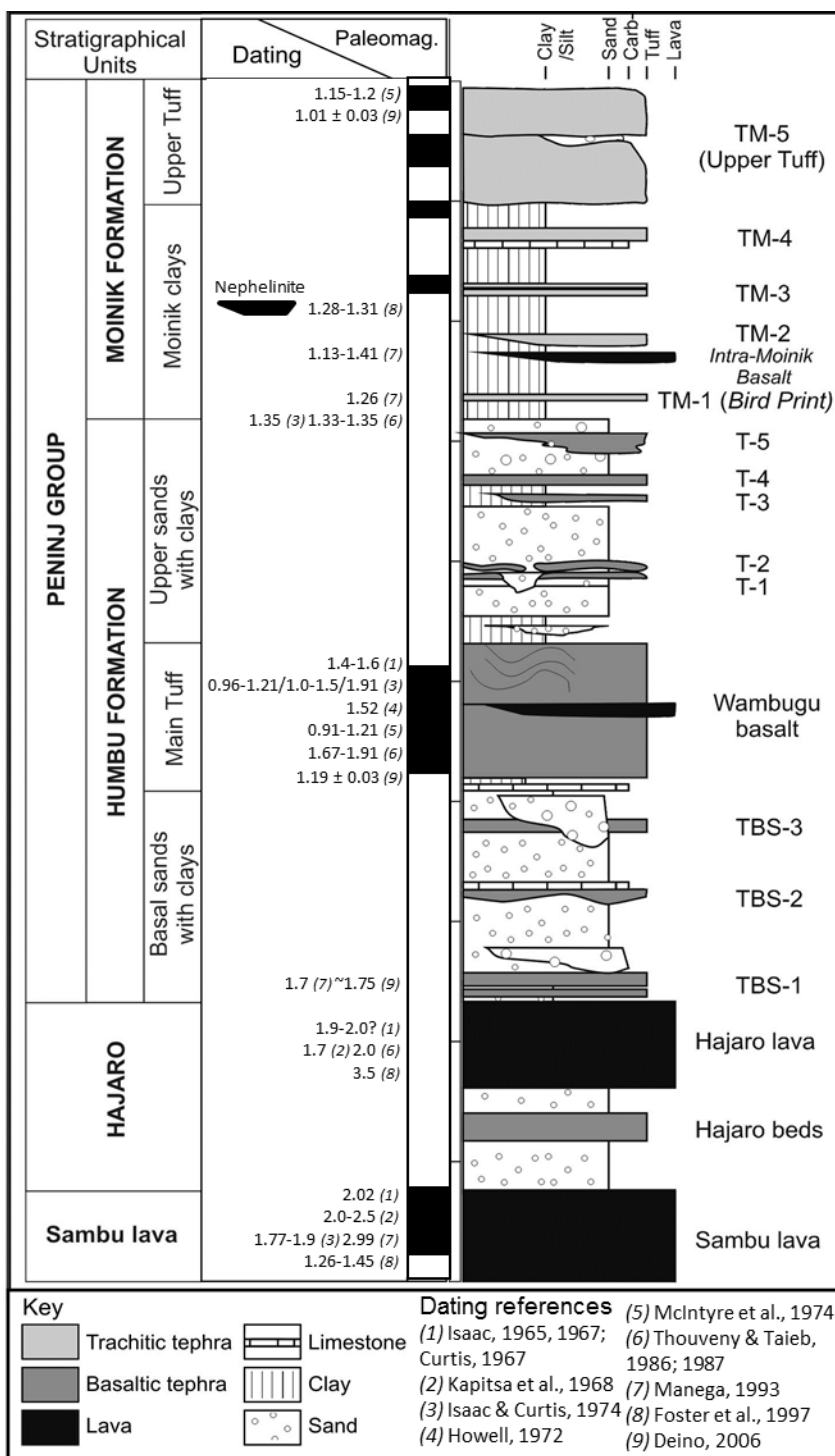 Stratigraphical
Units
Dating
Paleomag.
Clay
/Silt
Sand
Carb-
Tuff
Lava
PENINJ GROUP
MOINIK FORMATION
Upper Tuff
Moinik clays
HUMBU FORMATION
Upper sands
with clays
Main Tuff
Basal sands
with clays
HAJARO
Sambu lava
1.15-1.2 (5)
1.01 ± 0.03 (9)
Nephelinite
1.28-1.31 (8)
1.13-1.41 (7)
1.26 (7)
1.35 (3) 1.33-1.35 (6)
1.4-1.6 (1)
0.96-1.21/1.0-1.5/1.91 (3)
1.52 (4)
0.91-1.21 (5)
1.67-1.91 (6)
1.19 ± 0.03 (9)
1.7 (7) ~1.75 (9)
1.9-2.0? (1)
1.7 (2) 2.0 (6)
3.5 (8)
2.02 (1)
2.0-2.5 (2)
1.77-1.9 (3) 2.99 (7)
1.26-1.45 (8)
TM-5
(Upper Tuff)
TM-4
TM-3
TM-2
Intra-Moinik
Basalt
TM-1 (Bird Print)
T-5
T-4
T-3
T-2
T-1
Wambugu
basalt
TBS-3
TBS-2
TBS-1
Hajaro lava
Hajaro beds
Sambu lava
Key
Trachitic tephra
Basaltic tephra
Lava
Limestone
Clay
Sand
Dating references
(1) Isaac, 1965, 1967;
Curtis, 1967
(2) Kapitsa et al., 1968
(3) Isaac & Curtis, 1974
(4) Howell, 1972
(5) McIntyre et al., 1974
(6) Thouveny & Taieb,
1986; 1987
(7) Manega, 1993
(8) Foster et al., 1997
(9) Deino, 2006